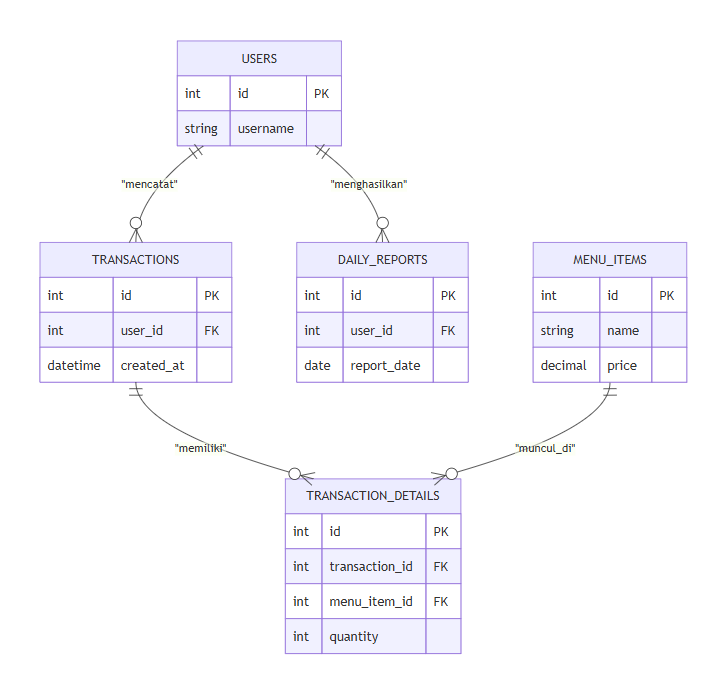 USERS
int id PK
string username
"mencatat" "menghasilkan"
TRANSACTIONS
int id PK
int user_id FK
datetime created_at
DAILY_REPORTS
int id PK
int user_id FK
date report_date
MENU_ITEMS
int id PK
string name
decimal price
"memiliki" "muncul_di"
TRANSACTION_DETAILS
int id PK
int transaction_id FK
int menu_item_id FK
int quantity